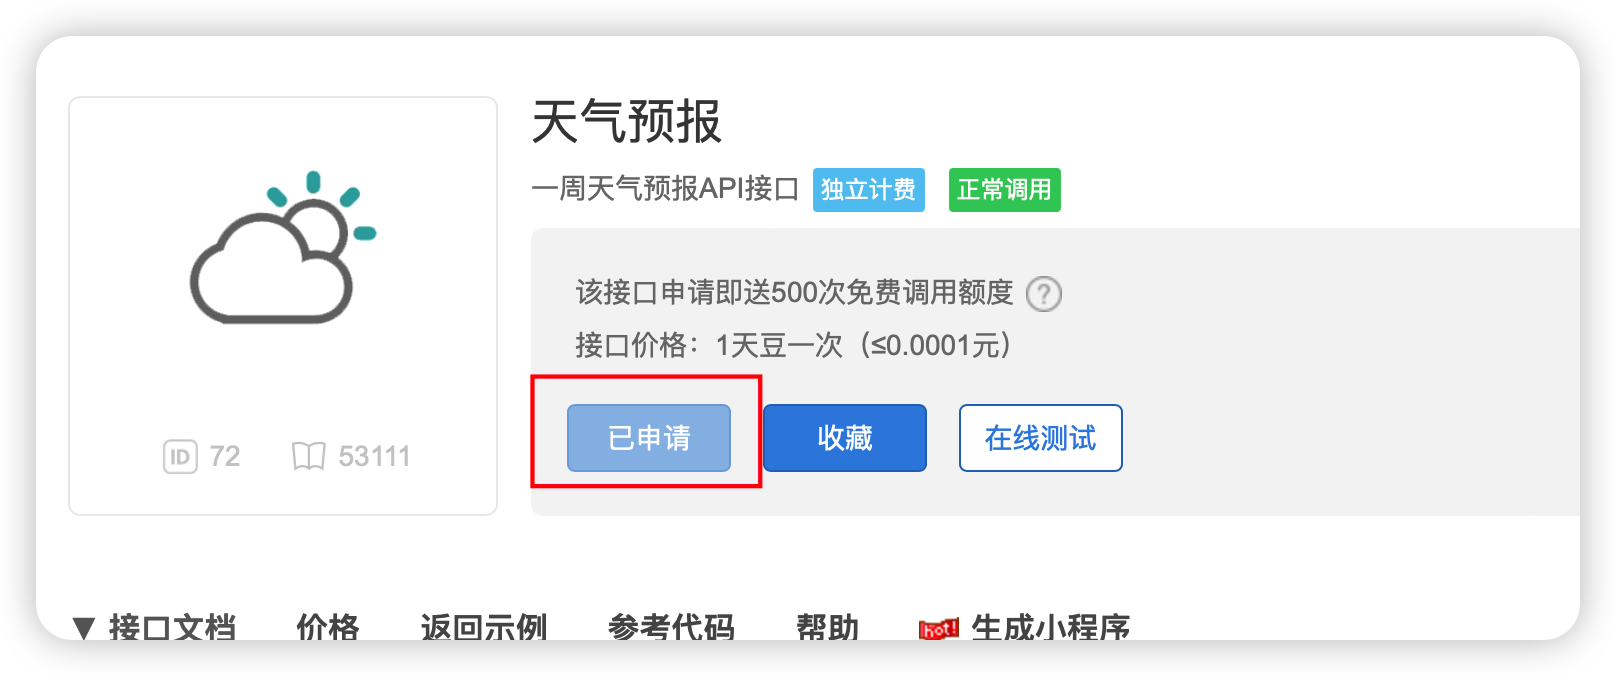 天气预报
一周天气预报API接口 独立计费 正常调用
该接口申请即送500次免费调用额度 ?
接口价格：1天豆一次（≤0.0001元）
已申请 收藏 在线测试
ID 72 53111
▼ 接口文档 价格 返回示例 参考代码 帮助 hot! 生成小程序